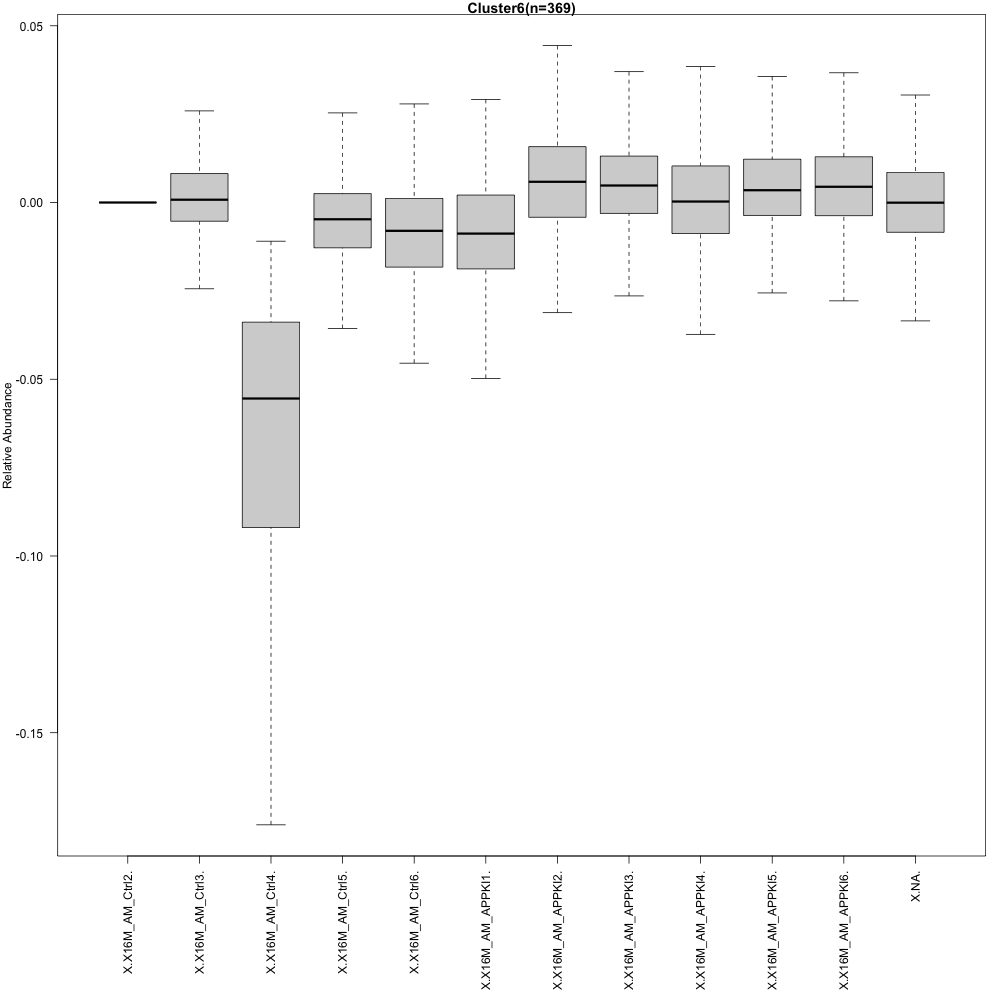 Cluster6(n=369)
Relative Abundance
0.05
0.00
-0.05
-0.10
-0.15
X.X16M_AM_Ctrl2.
X.X16M_AM_Ctrl3.
X.X16M_AM_Ctrl4.
X.X16M_AM_Ctrl5.
X.X16M_AM_Ctrl6.
X.X16M_AM_APPKI1.
X.X16M_AM_APPKI2.
X.X16M_AM_APPKI3.
X.X16M_AM_APPKI4.
X.X16M_AM_APPKI5.
X.X16M_AM_APPKI6.
X.NA.